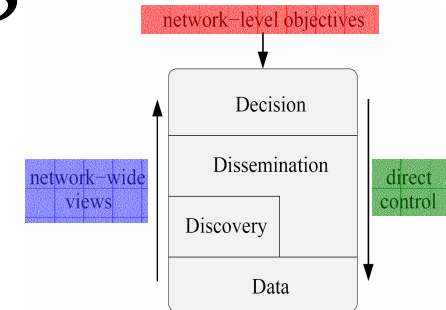 network-level objectives
Decision
Dissemination
network-wide
views
direct
control
Discovery
Data